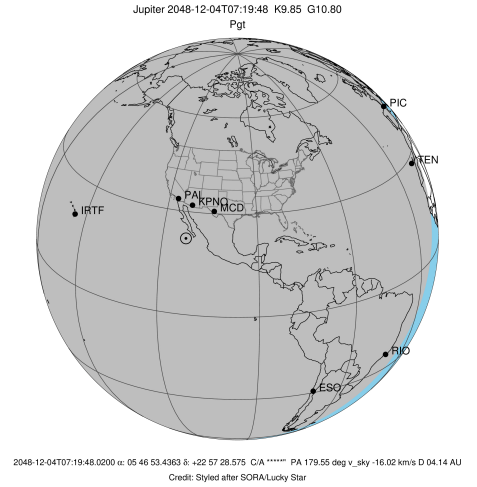 Jupiter 2048-12-04T07:19:48 K9.85 G10.80
Pgt
PIC
TEN
PAL
KPNO
MCD
IRTF
RIO
ESO
2048-12-04T07:19:48.0200 α: 05 46 53.4363 δ: +22 57 28.575 C/A *****" PA 179.55 deg v_sky -16.02 km/s D 04.14 AU
Credit: Styled after SORA/Lucky Star